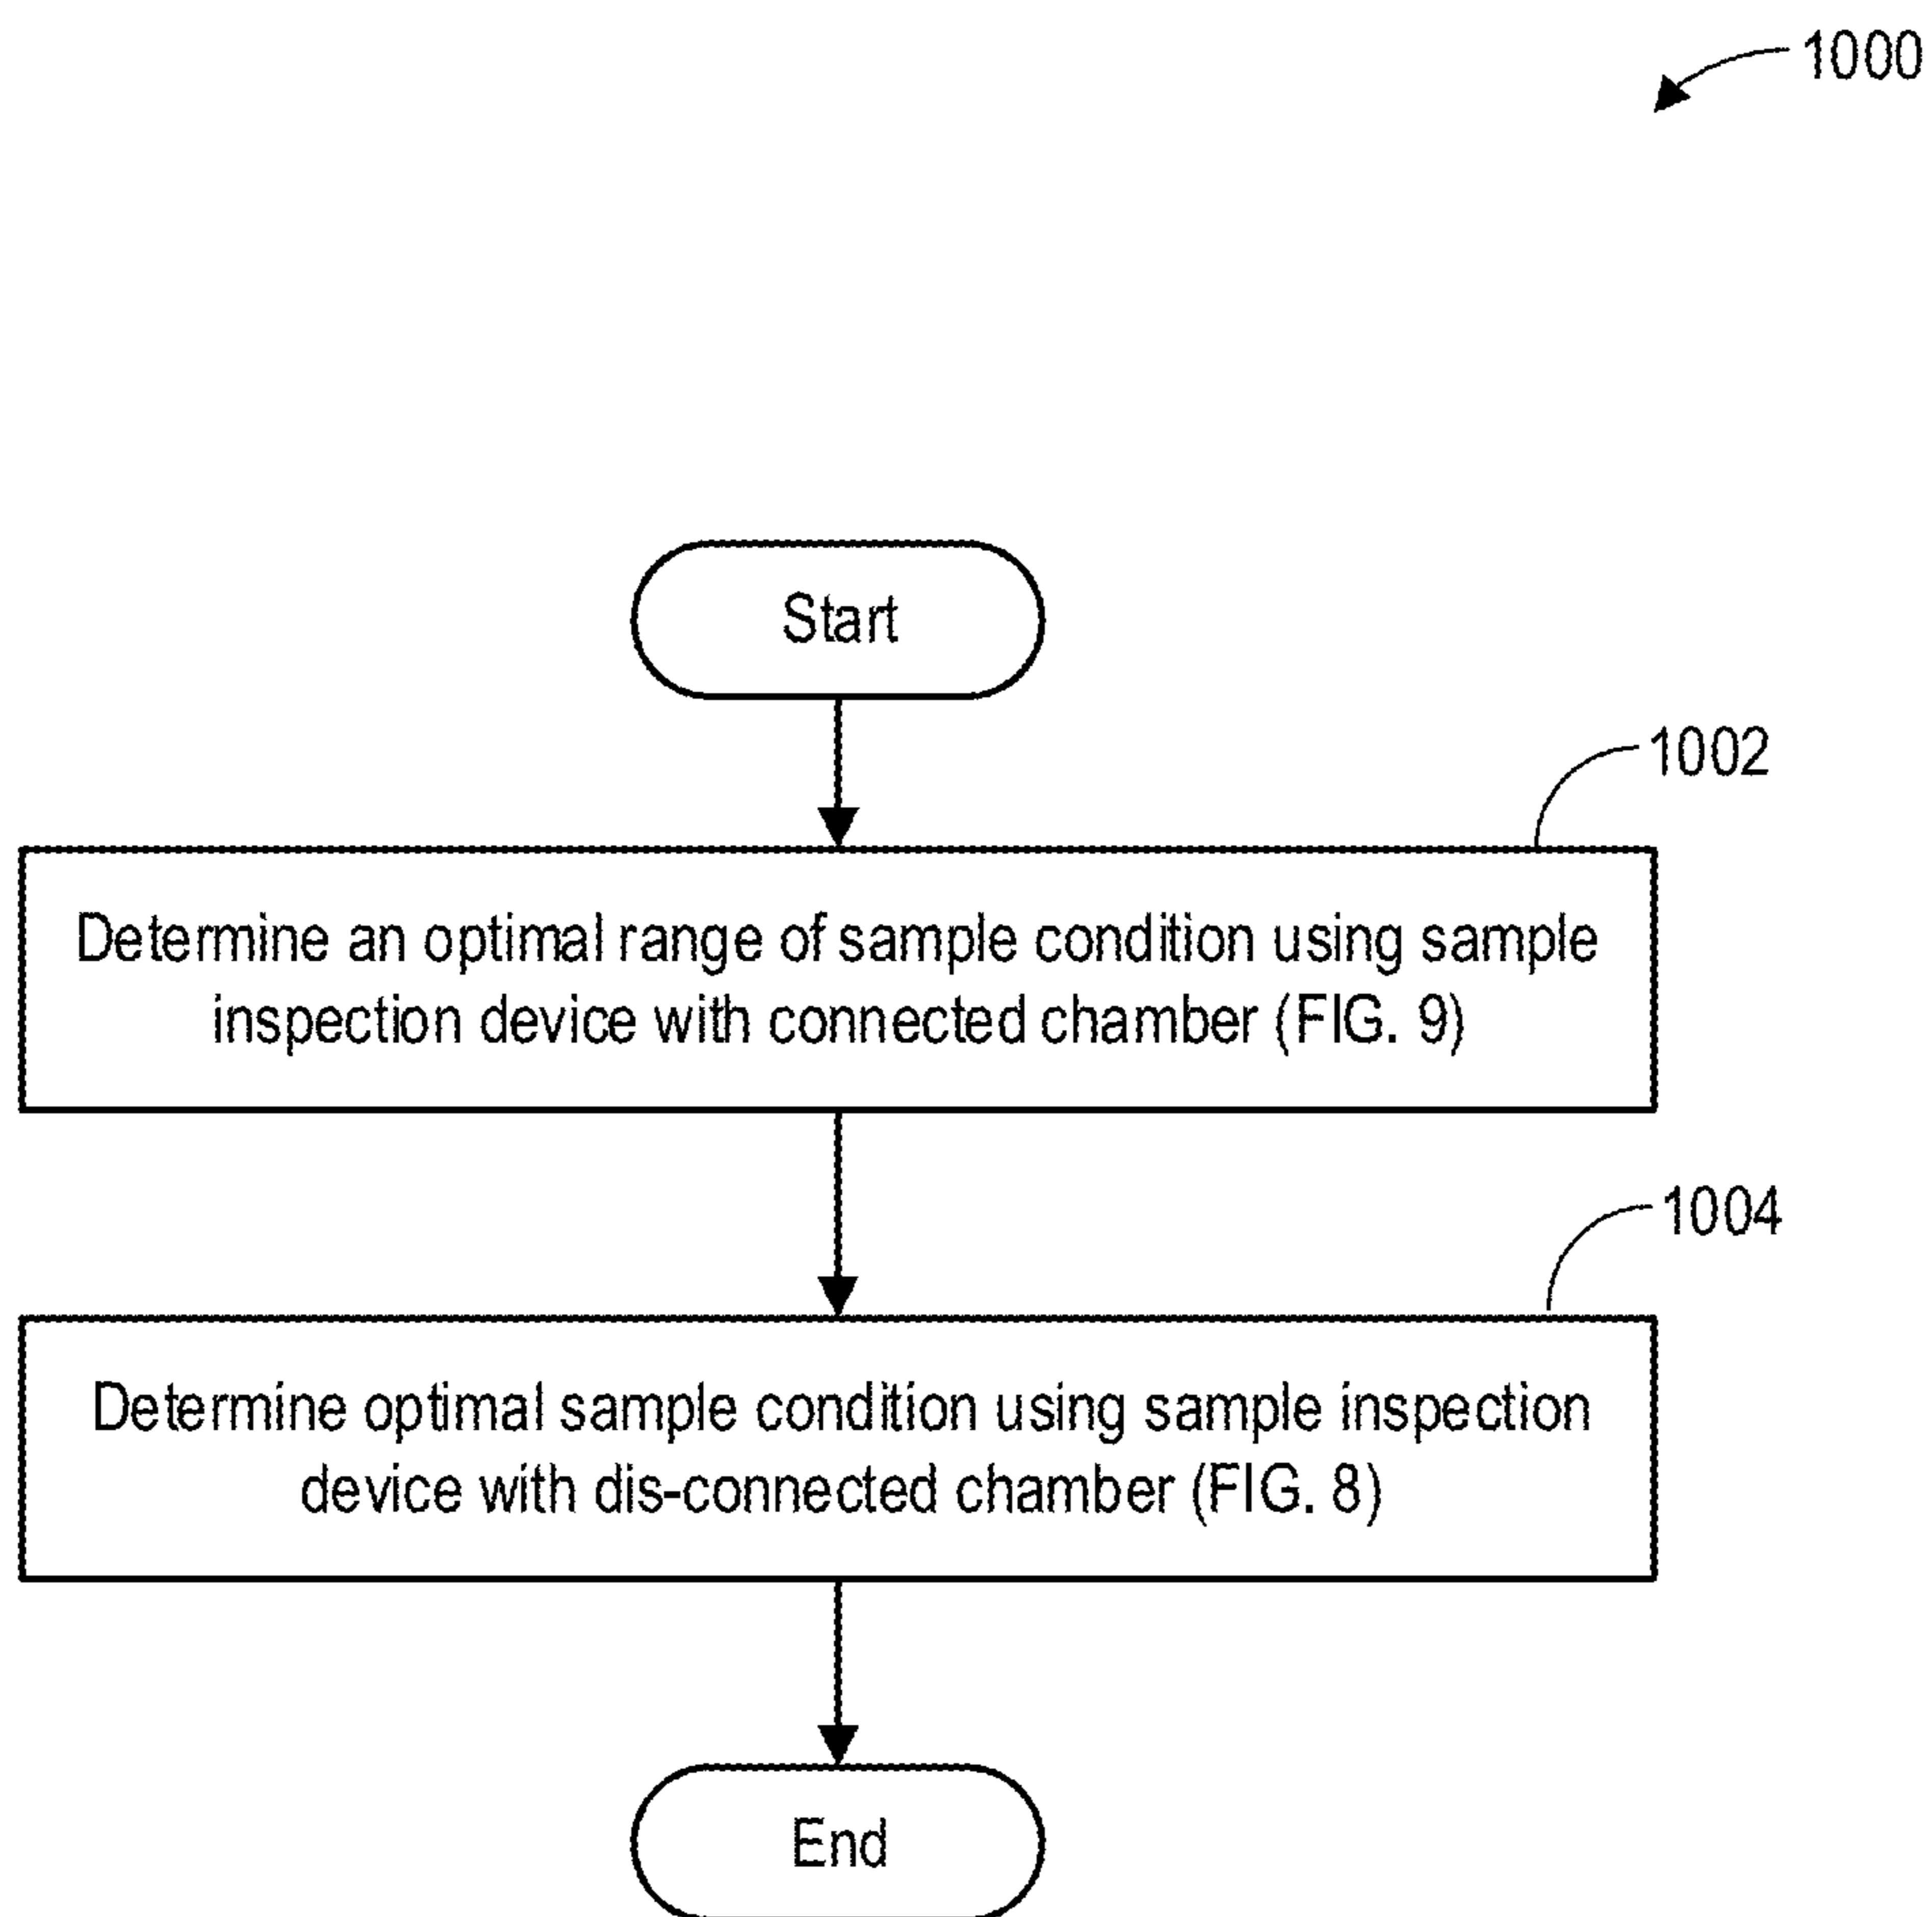 1000
Start
1002
Determine an optimal range of sample condition using sample
inspection device with connected chamber (FIG. 9)
1004
Determine optimal sample condition using sample inspection
device with dis-connected chamber (FIG. 8)
End